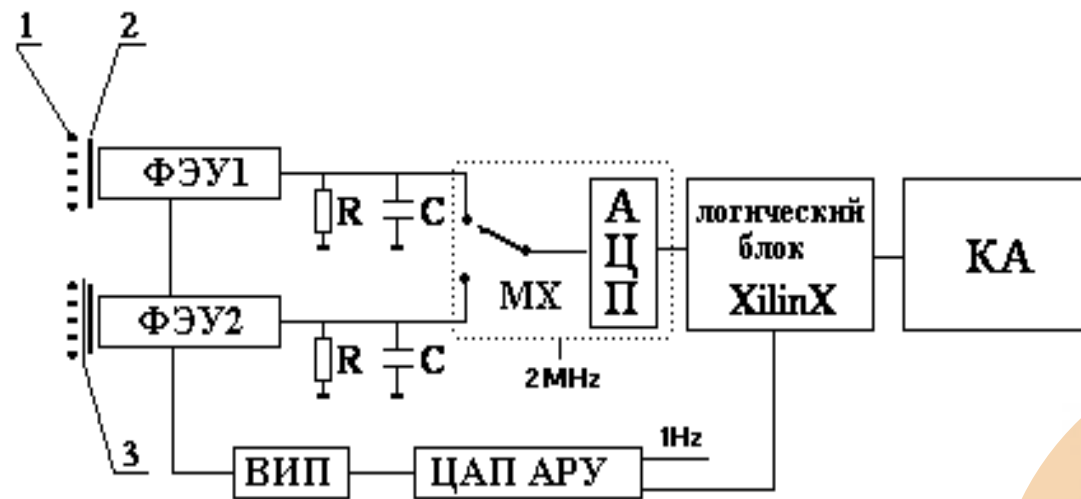 1
2
ФЭУ1
R
C
МХ
А
Ц
П
логический
блок
XilinX
КА
ФЭУ2
R
C
2MHz
3
ВИП
ЦАП АРУ
1Hz